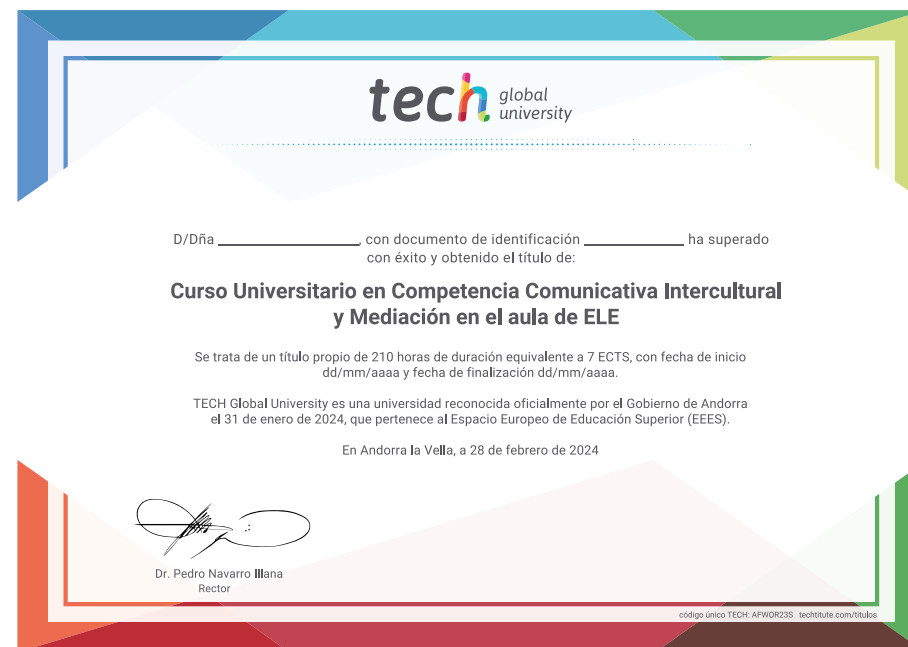 tech global
university
D/Dña ____________________, con documento de identificación ______________ ha superado
con éxito y obtenido el título de:
Curso Universitario en Competencia Comunicativa Intercultural
y Mediación en el aula de ELE
Se trata de un título propio de 210 horas de duración equivalente a 7 ECTS, con fecha de inicio
dd/mm/aaaa y fecha de finalización dd/mm/aaaa.
TECH Global University es una universidad reconocida oficialmente por el Gobierno de Andorra
el 31 de enero de 2024, que pertenece al Espacio Europeo de Educación Superior (EEES).
En Andorra la Vella, a 28 de febrero de 2024
Dr. Pedro Navarro Illana
Rector
código único TECH: AFWOR23S techtitute.com/titulos